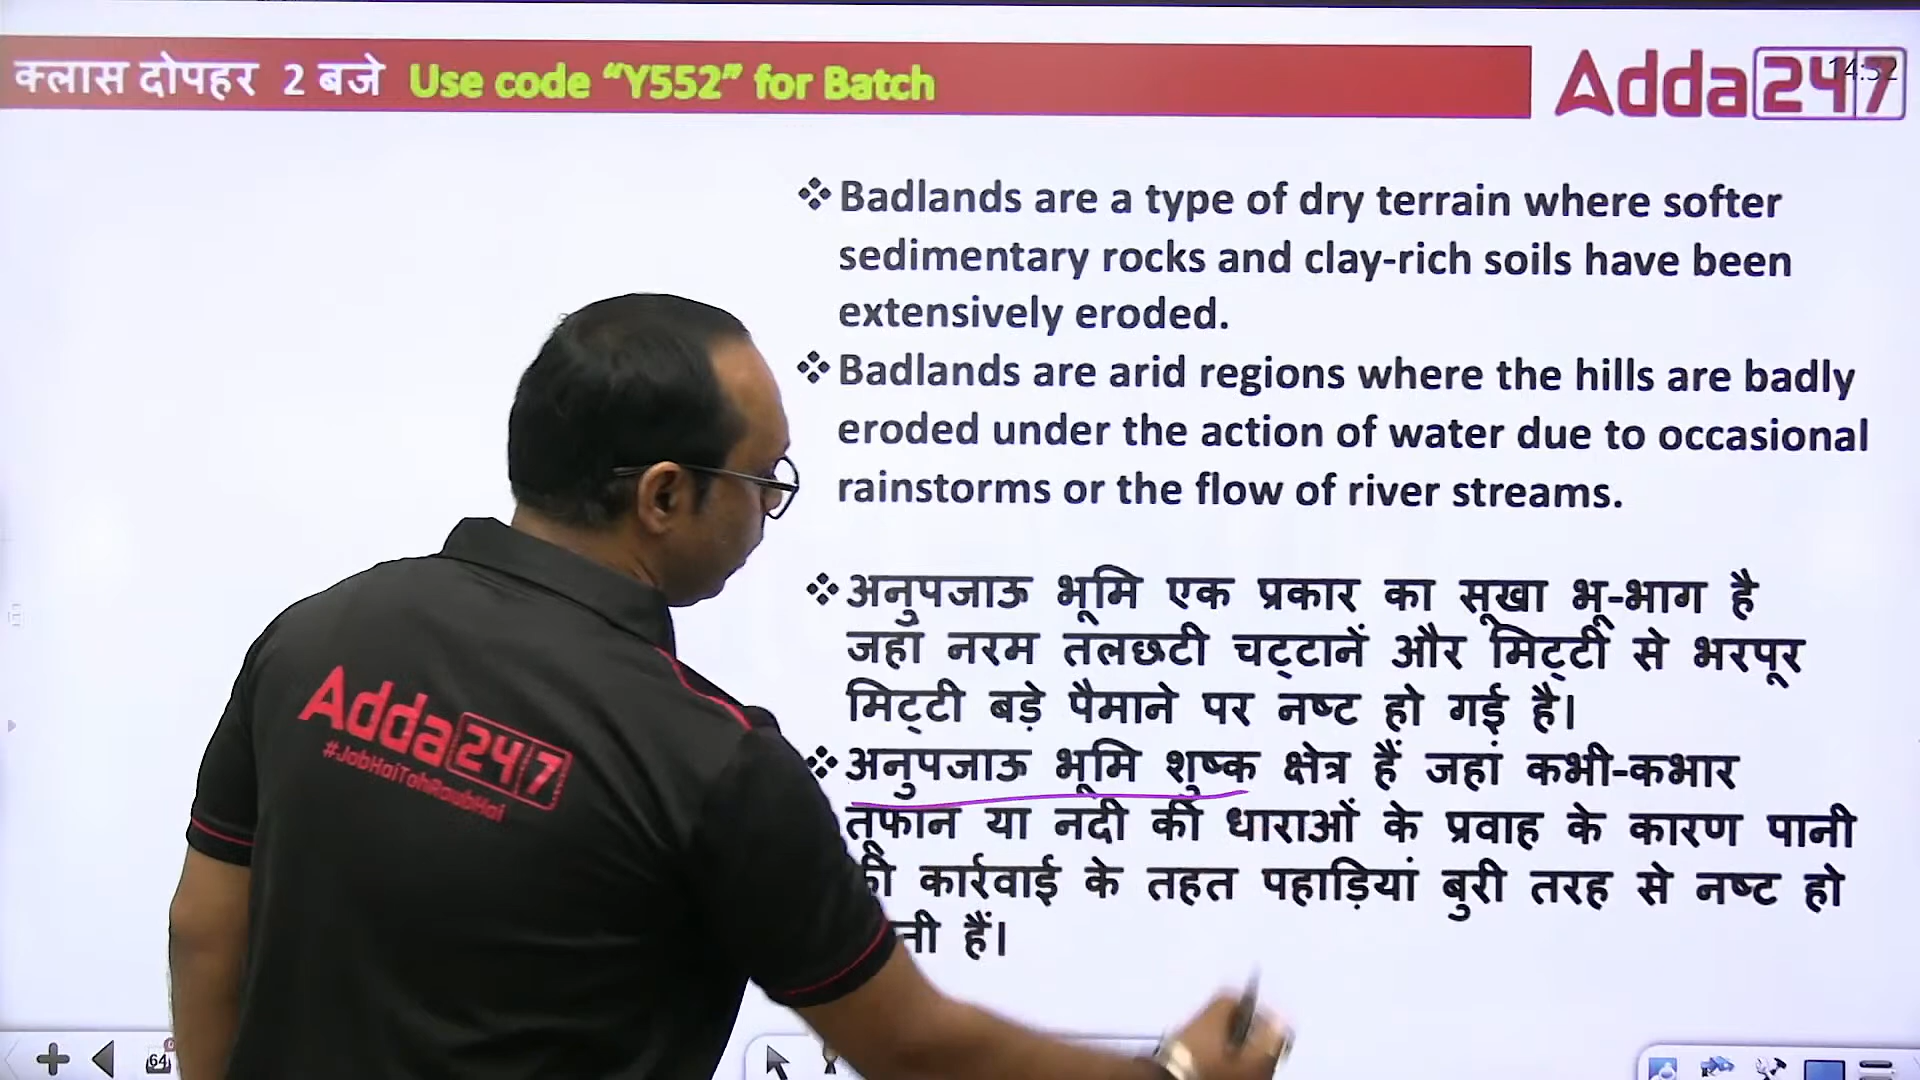 क्लास दोपहर 2 बजे Use code “Y552” for Batch
Adda247
14:52
❖Badlands are a type of dry terrain where softer
sedimentary rocks and clay-rich soils have been
extensively eroded.
❖Badlands are arid regions where the hills are badly
eroded under the action of water due to occasional
rainstorms or the flow of river streams.
❖अनुपजाऊ भूमि एक प्रकार का सूखा भू-भाग है
जहां नरम तलछटी चट्टानें और मिट्टी से भरपूर
मिट्टी बड़े पैमाने पर नष्ट हो गई है।
❖अनुपजाऊ भूमि शुष्क क्षेत्र हैं जहां कभी-कभार
तूफान या नदी की धाराओं के प्रवाह के कारण पानी
की कार्रवाई के तहत पहाड़ियां बुरी तरह से नष्ट हो
हैं।
Adda247
#JobHaiTohRaubHai
64